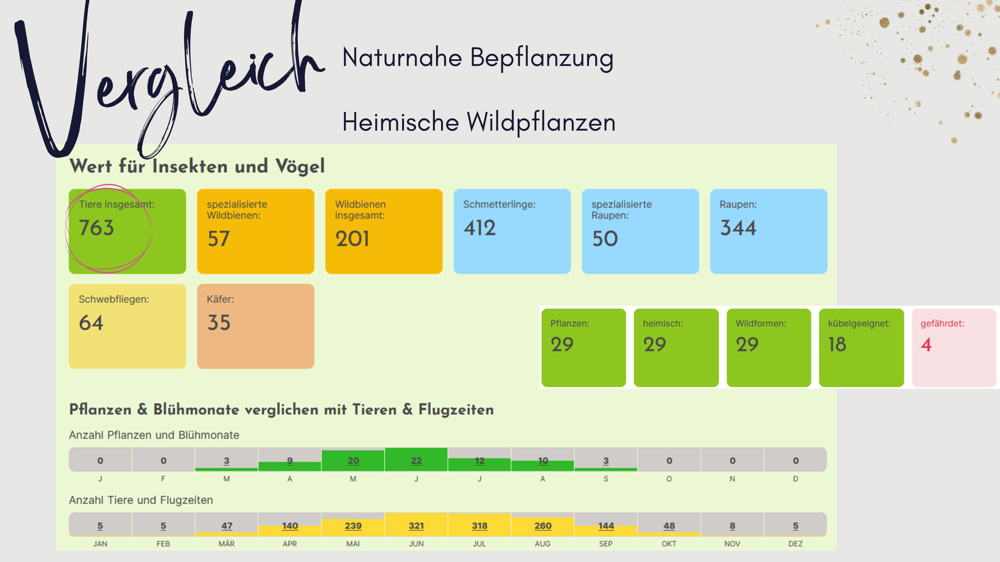 Vergleich
Naturnahe Bepflanzung
Heimische Wildpflanzen
Wert für Insekten und Vögel
Tiere insgesamt:
763
spezialisierte
Wildbienen:
57
Wildbienen
insgesamt:
201
Schmetterlinge:
412
spezialisierte
Raupen:
50
Raupen:
344
Schwebfliegen:
64
Käfer:
35
Pflanzen:
29
heimisch:
29
Wildformen:
29
kübelgeeignet:
18
gefährdet:
4
Pflanzen & Blühmonate verglichen mit Tieren & Flugzeiten
Anzahl Pflanzen und Blühmonate
0 0 3 9 20 22 12 10 3 0 0 0
J F M A M J J A S O N D
Anzahl Tiere und Flugzeiten
5 5 47 140 239 321 318 260 144 48 8 5
JAN FEB MÄR APR MAI JUN JUL AUG SEP OKT NOV DEZ